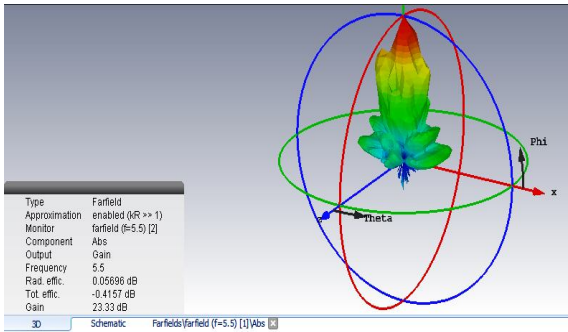 Phi
x
Theta
Type Farfield
Approximation enabled (kR >> 1)
Monitor farfield (f=5.5) [2]
Component Abs
Output Gain
Frequency 5.5
Rad. effic. 0.05696 dB
Tot. effic. -0.4157 dB
Gain 23.33 dB
3D Schematic Farfields\farfield (f=5.5) [1]\Abs